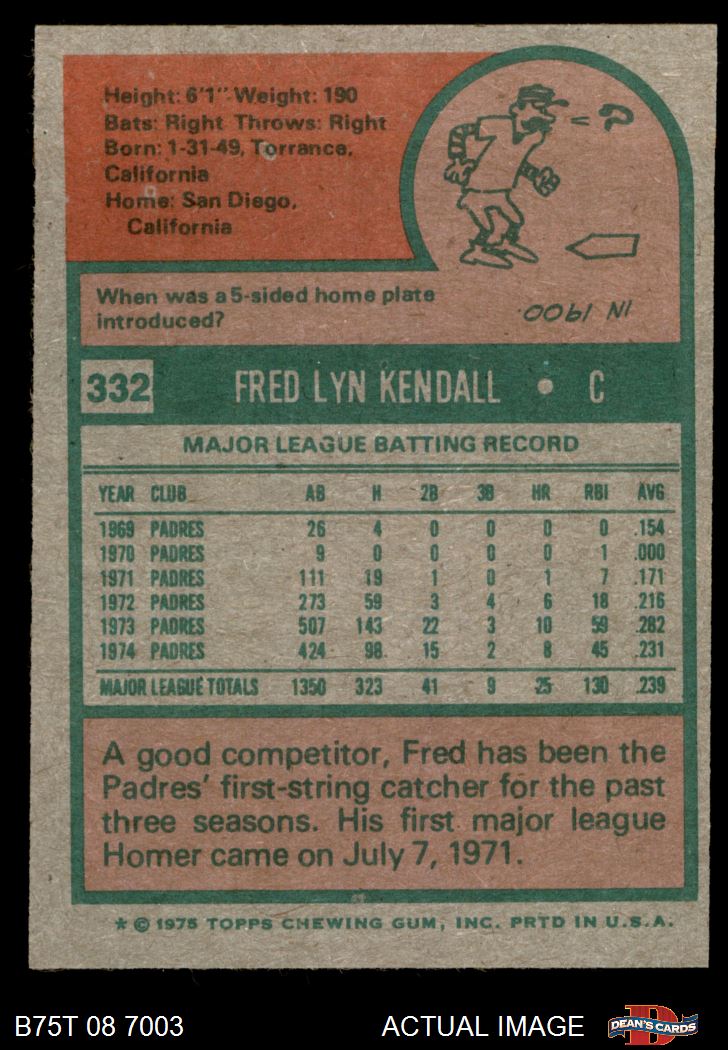 Height: 6'1" Weight: 190
Bats: Right Throws: Right
Born: 1-31-49, Torrance,
California
Home: San Diego,
California
When was a 5-sided home plate
introduced?
IN 1900.
332 FRED LYN KENDALL • C
MAJOR LEAGUE BATTING RECORD
YEAR CLUB AB H 2B 3B HR RBI AVG
1969 PADRES 26 4 0 0 0 0 .154
1970 PADRES 9 0 0 0 0 1 .000
1971 PADRES 111 19 1 0 1 7 .171
1972 PADRES 273 59 3 4 6 18 .216
1973 PADRES 507 143 22 3 10 59 .282
1974 PADRES 424 98 15 2 8 45 .231
MAJOR LEAGUE TOTALS 1350 323 41 9 25 130 .239
A good competitor, Fred has been the
Padres' first-string catcher for the past
three seasons. His first major league
Homer came on July 7, 1971.
* © 1975 TOPPS CHEWING GUM, INC. PRTD IN U.S.A.
B75T 08 7003 ACTUAL IMAGE D DEAN'S CARDS